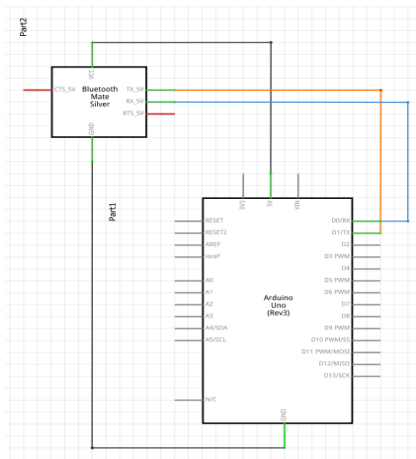 Part2
VCC
CTS_5V
Bluetooth
Mate
Silver
TX_5V
RX_5V
RTS_5V
GND
Part1
3V3
5V
VIN
RESET
RESET2
AREF
ioref
A0
A1
A2
A3
A4/SDA
A5/SCL
N/C
Arduino
Uno
(Rev3)
D0/RX
D1/TX
D2
D3 PWM
D4
D5 PWM
D6 PWM
D7
D8
D9 PWM
D10 PWM/SS
D11 PWM/MOSI
D12/MISO
D13/SCK
GND